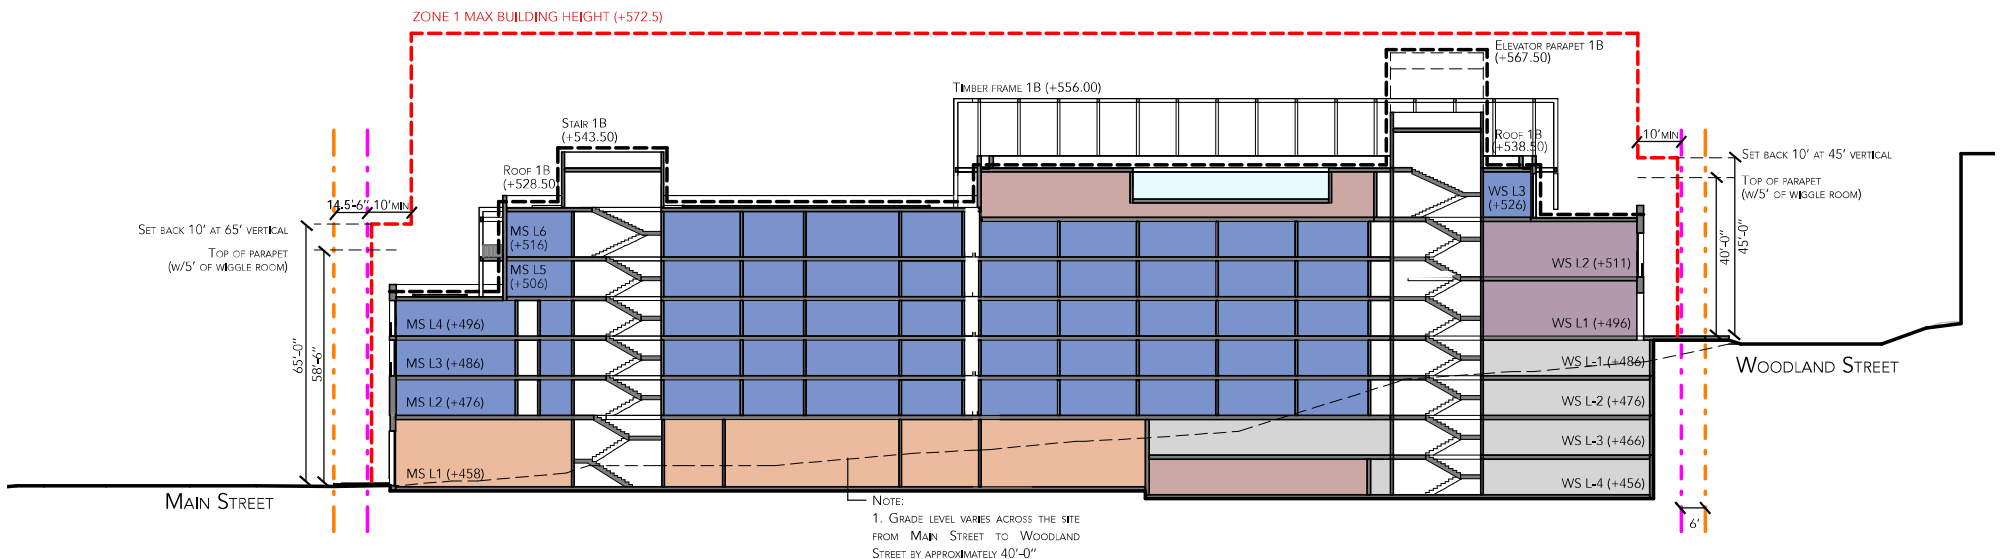 ZONE 1 MAX BUILDING HEIGHT (+572.5)
ELEVATOR PARAPET 1B
(+567.50)
TIMBER FRAME 1B (+556.00)
STAIR 1B
(+543.50)
ROOF 1B
(+528.50)
ROOF 1B
(+538.50)
10'MIN
SET BACK 10' AT 45' VERTICAL
TOP OF PARAPET
(W/5' OF WIGGLE ROOM)
14.5'-6"
10'MIN
SET BACK 10' AT 65' VERTICAL
TOP OF PARAPET
(W/5' OF WIGGLE ROOM)
65'-0"
58'-6"
40'-0"
45'-0"
MS L6
(+516)
MS L5
(+506)
MS L4 (+496)
MS L3 (+486)
MS L2 (+476)
MS L1 (+458)
WS L3
(+526)
WS L2 (+511)
WS L1 (+496)
WS L-1 (+486)
WS L-2 (+476)
WS L-3 (+466)
WS L-4 (+456)
MAIN STREET
WOODLAND STREET
6'
NOTE:
1. GRADE LEVEL VARIES ACROSS THE SITE
FROM MAIN STREET TO WOODLAND
STREET BY APPROXIMATELY 40'-0"